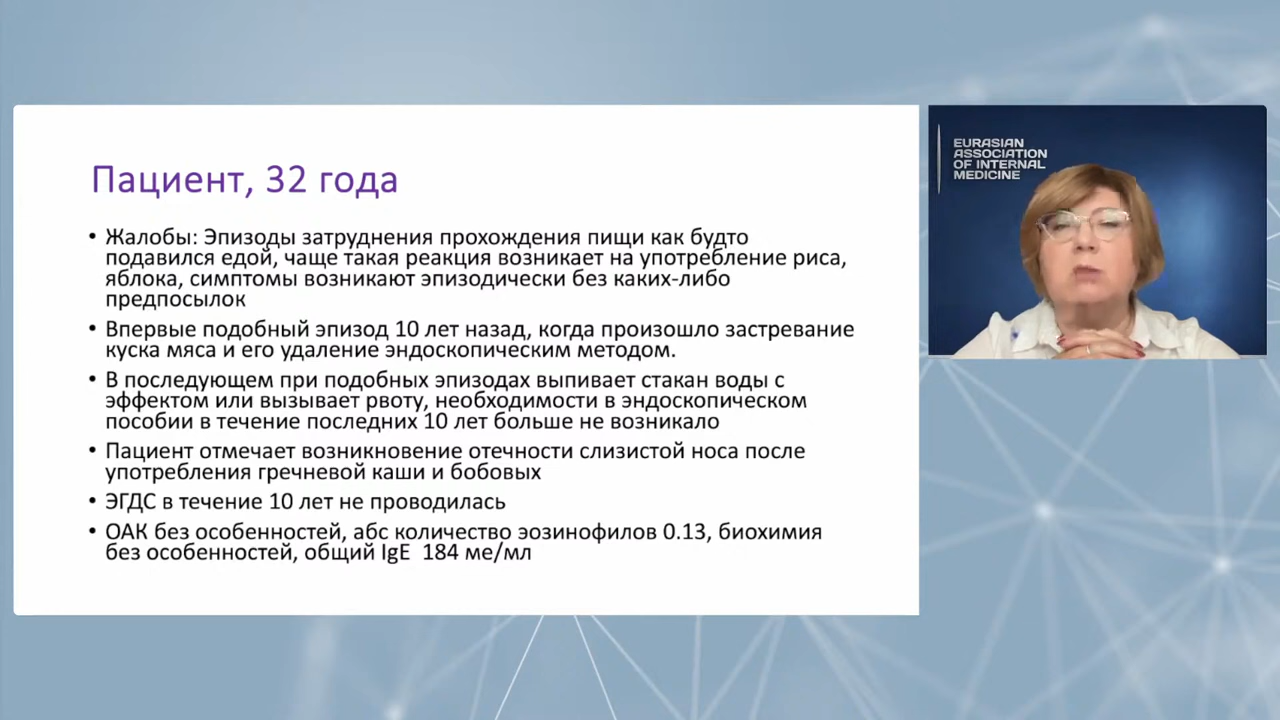 Пациент, 32 года
• Жалобы: Эпизоды затруднения прохождения пищи как будто
подавился едой, чаще такая реакция возникает на употребление риса,
яблока, симптомы возникают эпизодически без каких-либо
предпосылок
• Впервые подобный эпизод 10 лет назад, когда произошло застревание
куска мяса и его удаление эндоскопическим методом.
• В последующем при подобных эпизодах выпивает стакан воды с
эффектом или вызывает рвоту, необходимости в эндоскопическом
пособии в течение последних 10 лет больше не возникало
• Пациент отмечает возникновение отечности слизистой носа после
употребления гречневой каши и бобовых
• ЭГДС в течение 10 лет не проводилась
• ОАК без особенностей, абс количество эозинофилов 0.13, биохимия
без особенностей, общий IgE 184 ме/мл
EURASIAN
ASSOCIATION
OF INTERNAL
MEDICINE